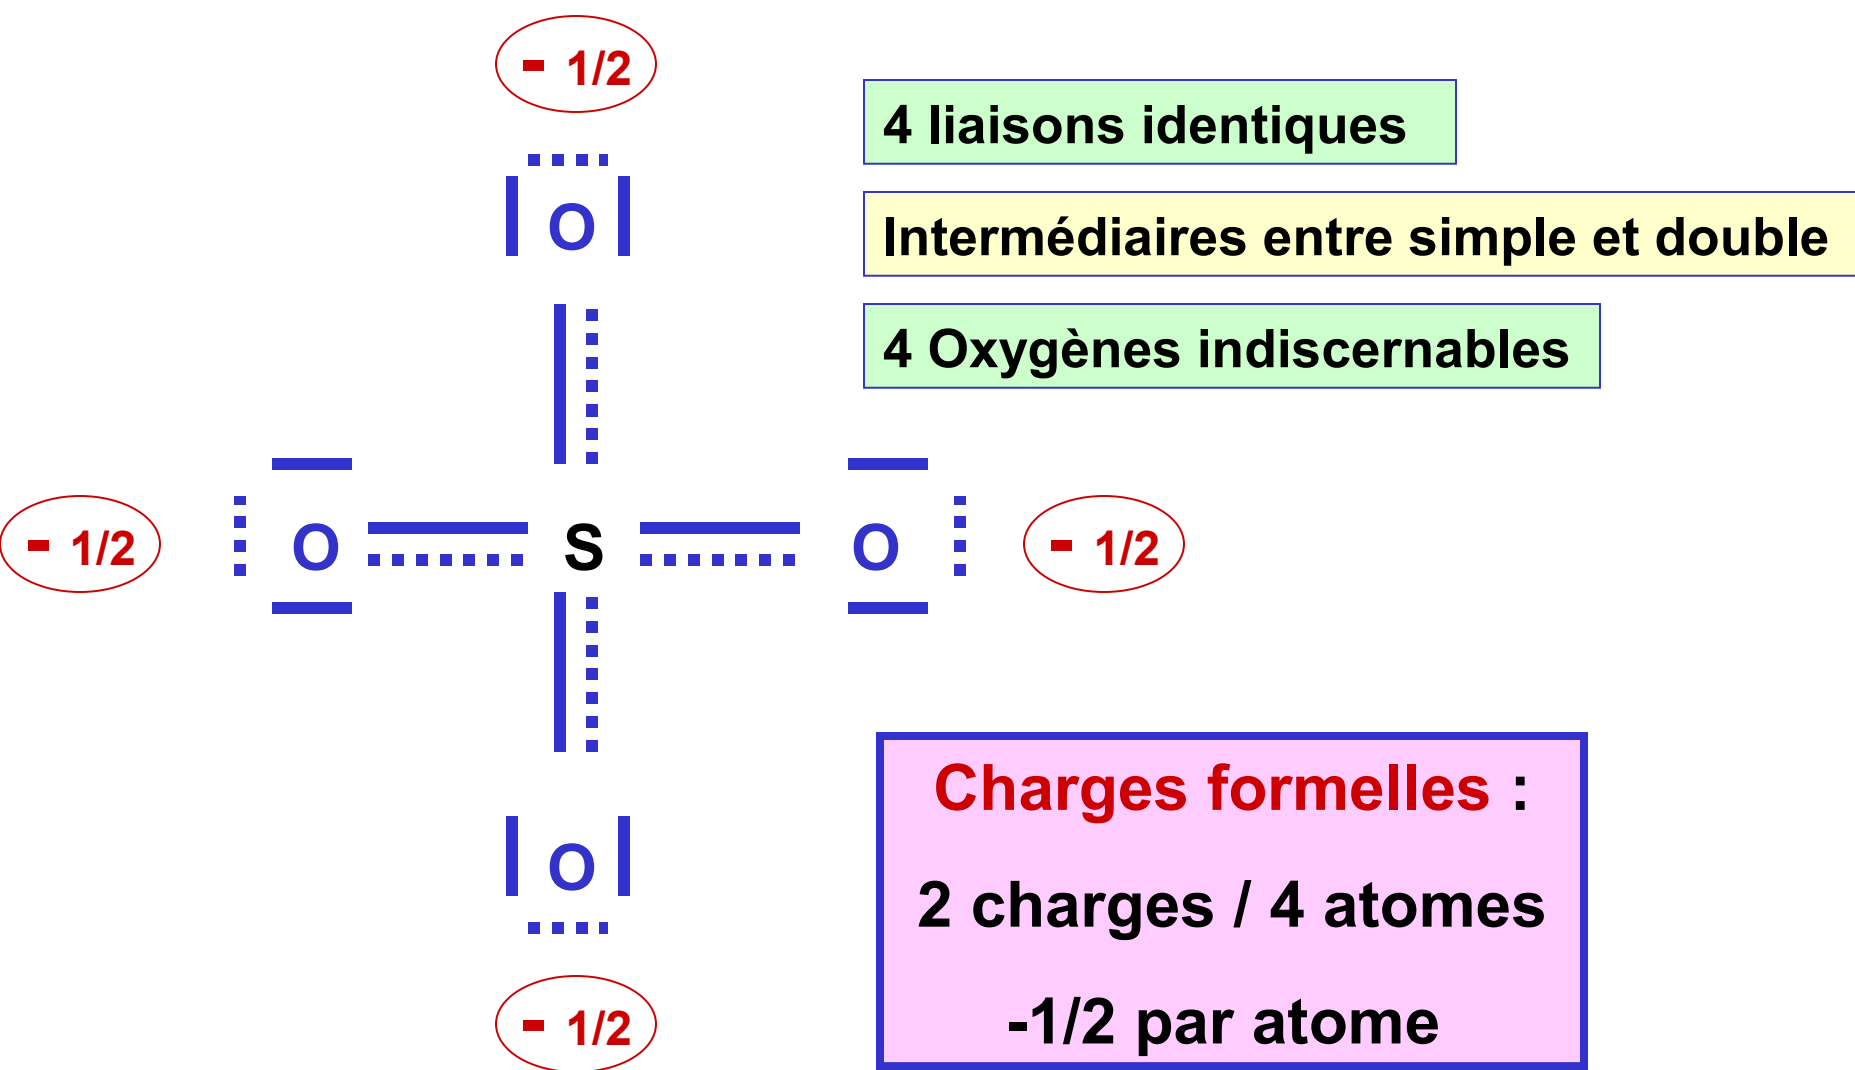 - 1/2
4 liaisons identiques
O
Intermédiaires entre simple et double
4 Oxygènes indiscernables
- 1/2
O
S
O
- 1/2
O
- 1/2
Charges formelles :
2 charges / 4 atomes
-1/2 par atome